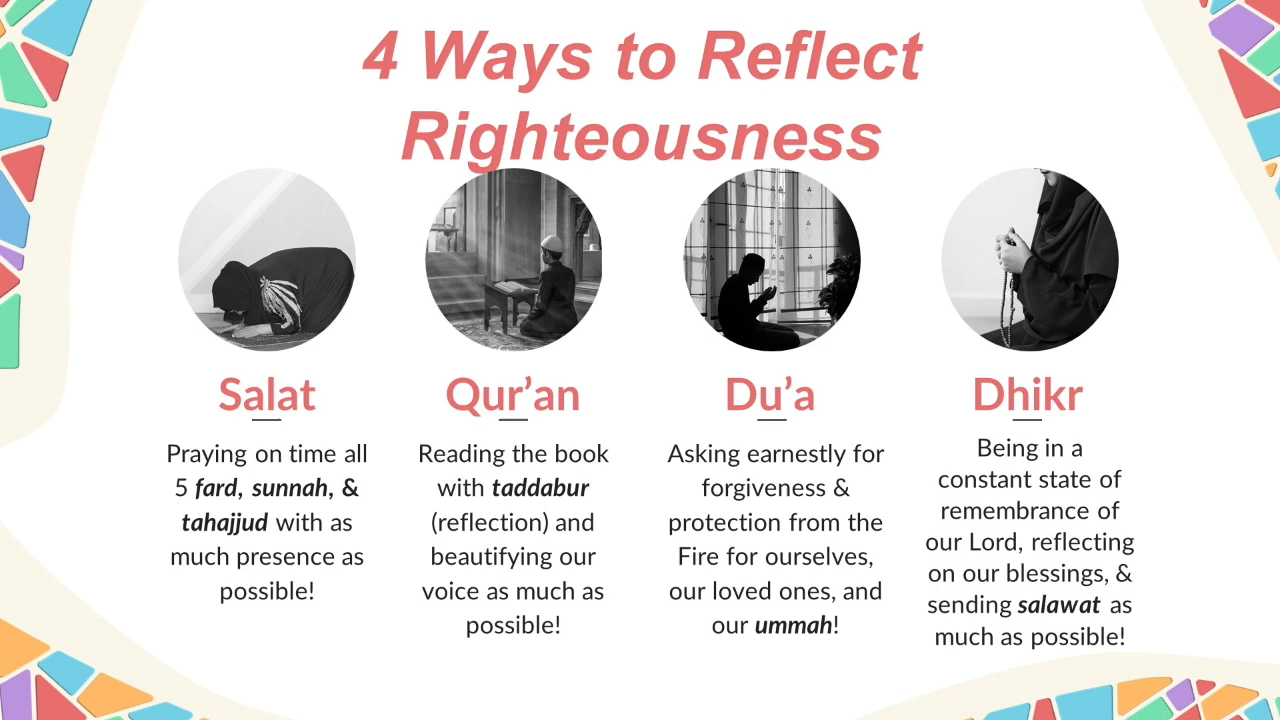 4 Ways to Reflect
Righteousness
Salat
Praying on time all
5 fard, sunnah, &
tahajjud with as
much presence as
possible!
Qur’an
Reading the book
with taddabur
(reflection) and
beautifying our
voice as much as
possible!
Du’a
Asking earnestly for
forgiveness &
protection from the
Fire for ourselves,
our loved ones, and
our ummah!
Dhikr
Being in a
constant state of
remembrance of
our Lord, reflecting
on our blessings, &
sending salawat as
much as possible!